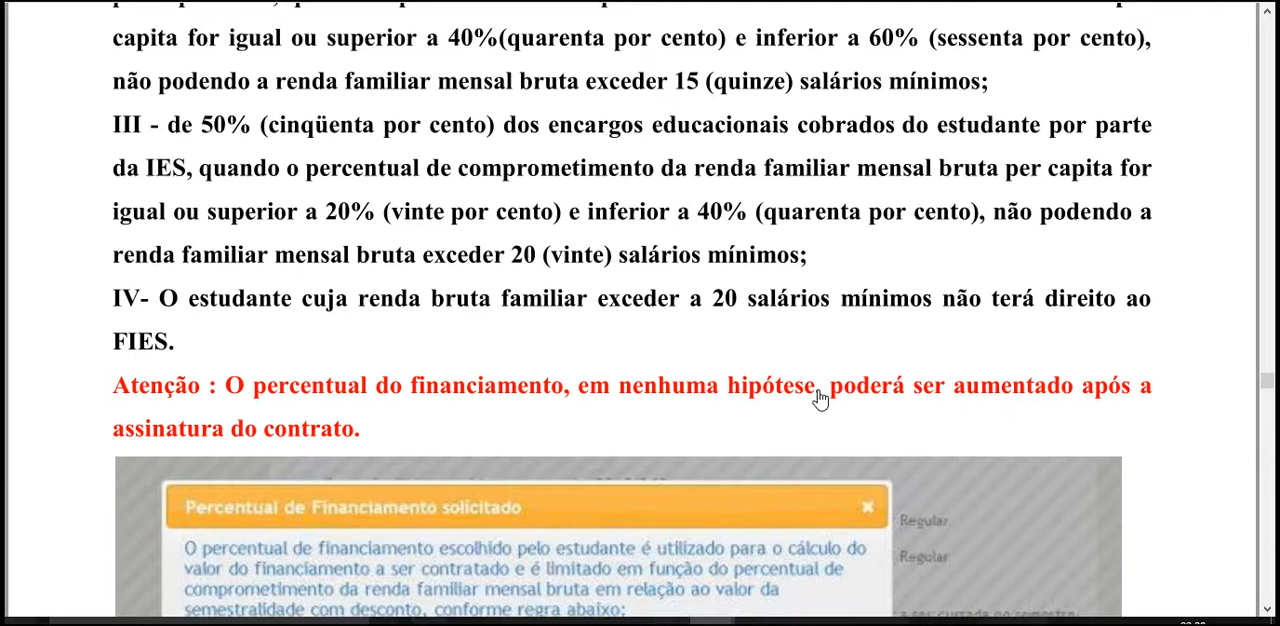 capita for igual ou superior a 40%(quarenta por cento) e inferior a 60% (sessenta por cento),
não podendo a renda familiar mensal bruta exceder 15 (quinze) salários mínimos;
III - de 50% (cinqüenta por cento) dos encargos educacionais cobrados do estudante por parte
da IES, quando o percentual de comprometimento da renda familiar mensal bruta per capita for
igual ou superior a 20% (vinte por cento) e inferior a 40% (quarenta por cento), não podendo a
renda familiar mensal bruta exceder 20 (vinte) salários mínimos;
IV- O estudante cuja renda bruta familiar exceder a 20 salários mínimos não terá direito ao
FIES.
Atenção : O percentual do financiamento, em nenhuma hipótese, poderá ser aumentado após a
assinatura do contrato.
Percentual de Financiamento solicitado
Regular
O percentual de financiamento escolhido pelo estudante é utilizado para o cálculo do
Regular
valor do financiamento a ser contratado e é limitado em função do percentual de
comprometimento da renda familiar mensal bruta em relação ao valor da
semestralidade com desconto, conforme regra abaixo:
a ser cursada no semestre